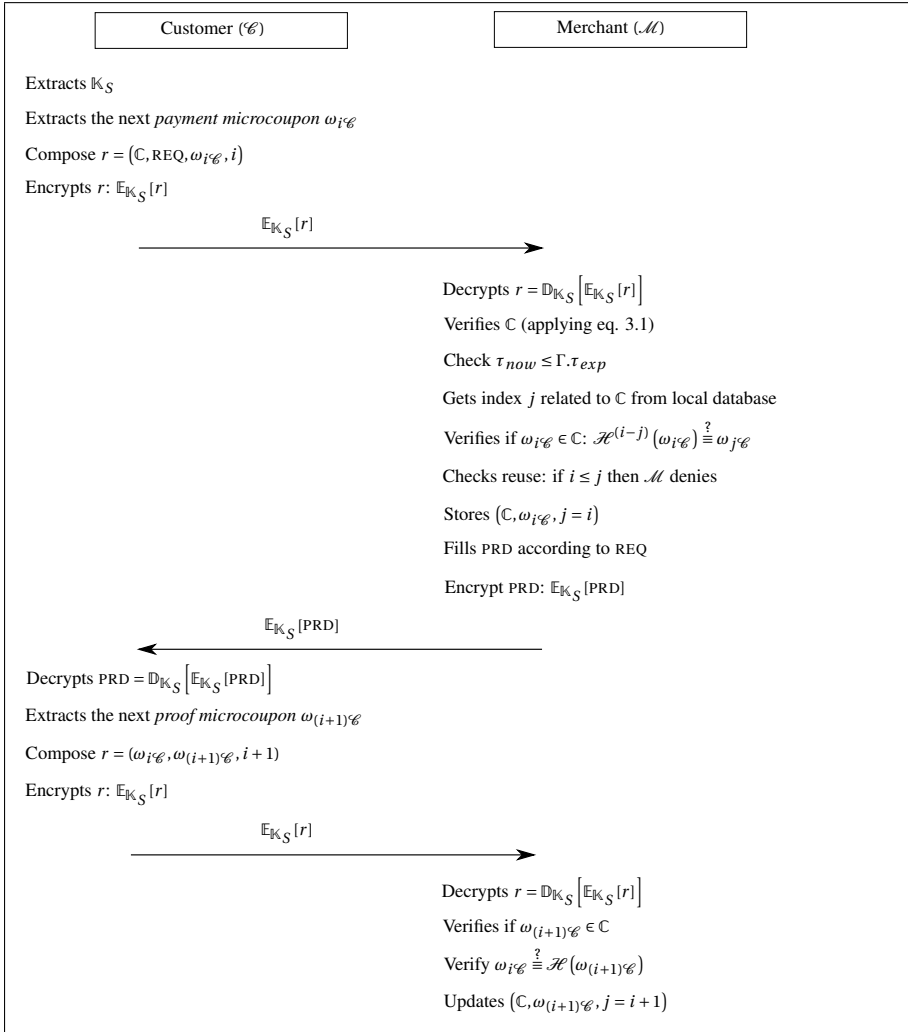 Customer (𝒞)
Merchant (ℳ)
Extracts 𝕂_S
Extracts the next payment microcoupon ω_{i𝒞}
Compose r = (ℂ, REQ, ω_{i𝒞}, i)
Encrypts r: 𝔼_{𝕂_S}[r]
𝔼_{𝕂_S}[r]
Decrypts r = 𝔻_{𝕂_S}[𝔼_{𝕂_S}[r]]
Verifies ℂ (applying eq. 3.1)
Check τ_{now} ≤ Γ.τ_{exp}
Gets index j related to ℂ from local database
Verifies if ω_{i𝒞} ∈ ℂ: ℋ^{(i−j)}(ω_{i𝒞}) ≟ ω_{j𝒞}
Checks reuse: if i ≤ j then ℳ denies
Stores (ℂ, ω_{i𝒞}, j = i)
Fills PRD according to REQ
Encrypt PRD: 𝔼_{𝕂_S}[PRD]
𝔼_{𝕂_S}[PRD]
Decrypts PRD = 𝔻_{𝕂_S}[𝔼_{𝕂_S}[PRD]]
Extracts the next proof microcoupon ω_{(i+1)𝒞}
Compose r = (ω_{i𝒞}, ω_{(i+1)𝒞}, i + 1)
Encrypts r: 𝔼_{𝕂_S}[r]
𝔼_{𝕂_S}[r]
Decrypts r = 𝔻_{𝕂_S}[𝔼_{𝕂_S}[r]]
Verifies if ω_{(i+1)𝒞} ∈ ℂ
Verify ω_{i𝒞} ≟ ℋ(ω_{(i+1)𝒞})
Updates (ℂ, ω_{(i+1)𝒞}, j = i + 1)